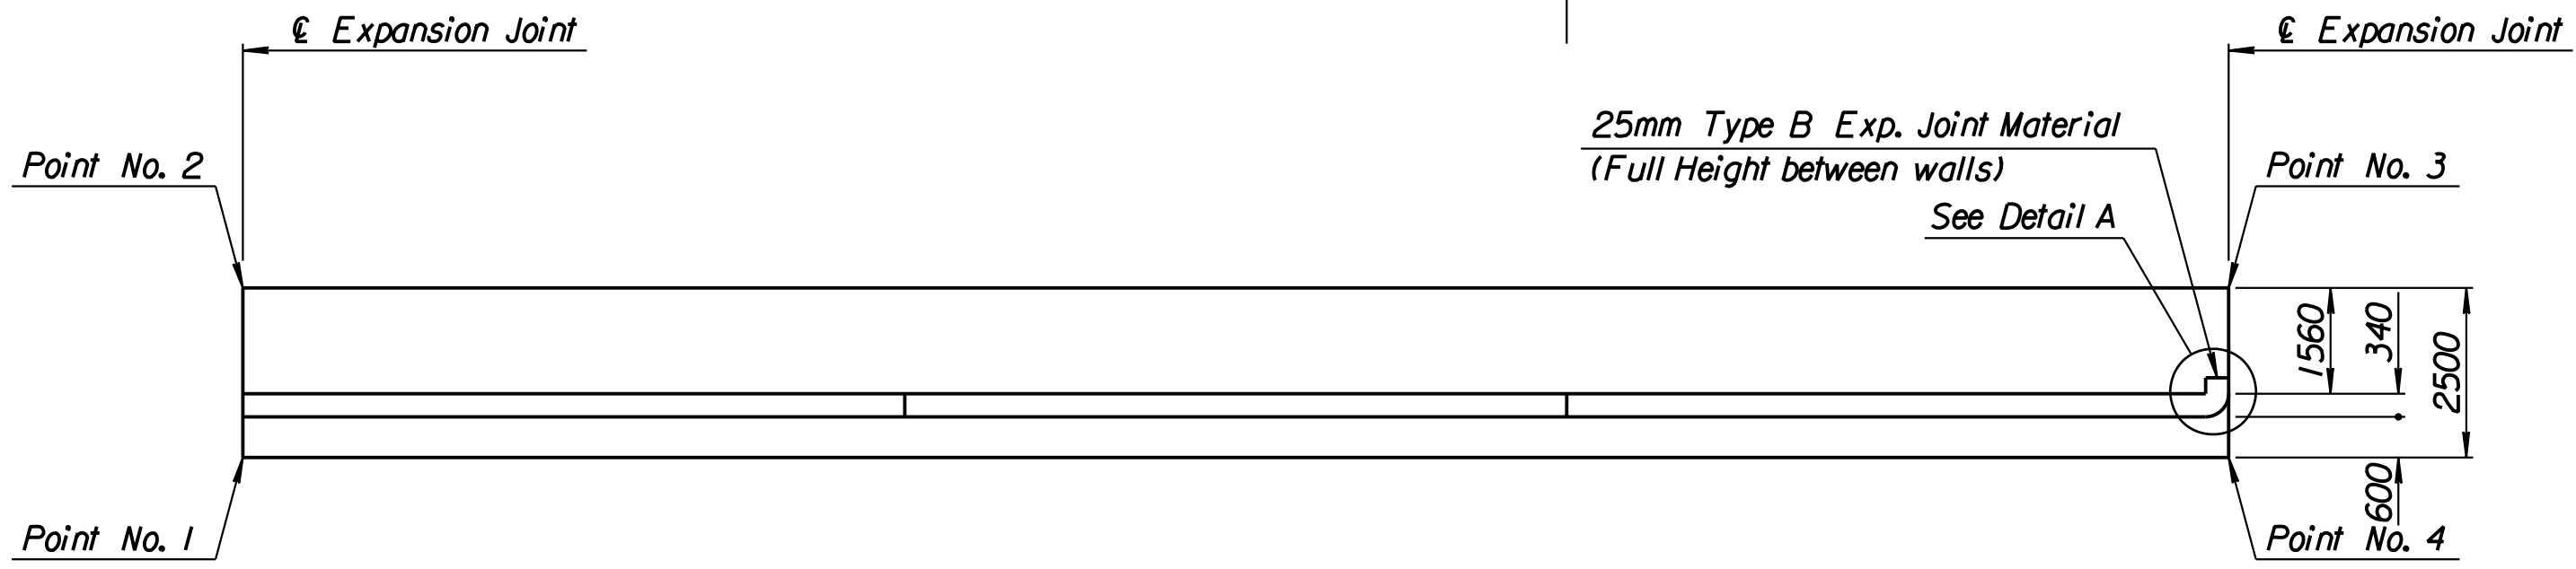 ℄ Expansion Joint
℄ Expansion Joint
25mm Type B Exp. Joint Material
(Full Height between walls)
Point No. 2
Point No. 3
See Detail A
1560
340
2500
600
Point No. 1
Point No. 4